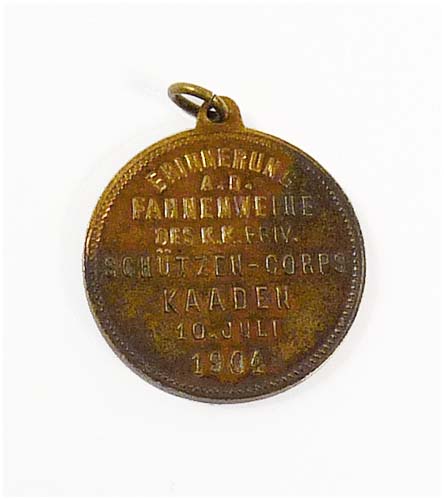 ERINNERUNG
A.D.
FAHNENWEIHE
DES K.K. PRIV.
SCHÜTZEN-CORPS
KAADEN
10. JULI
1904